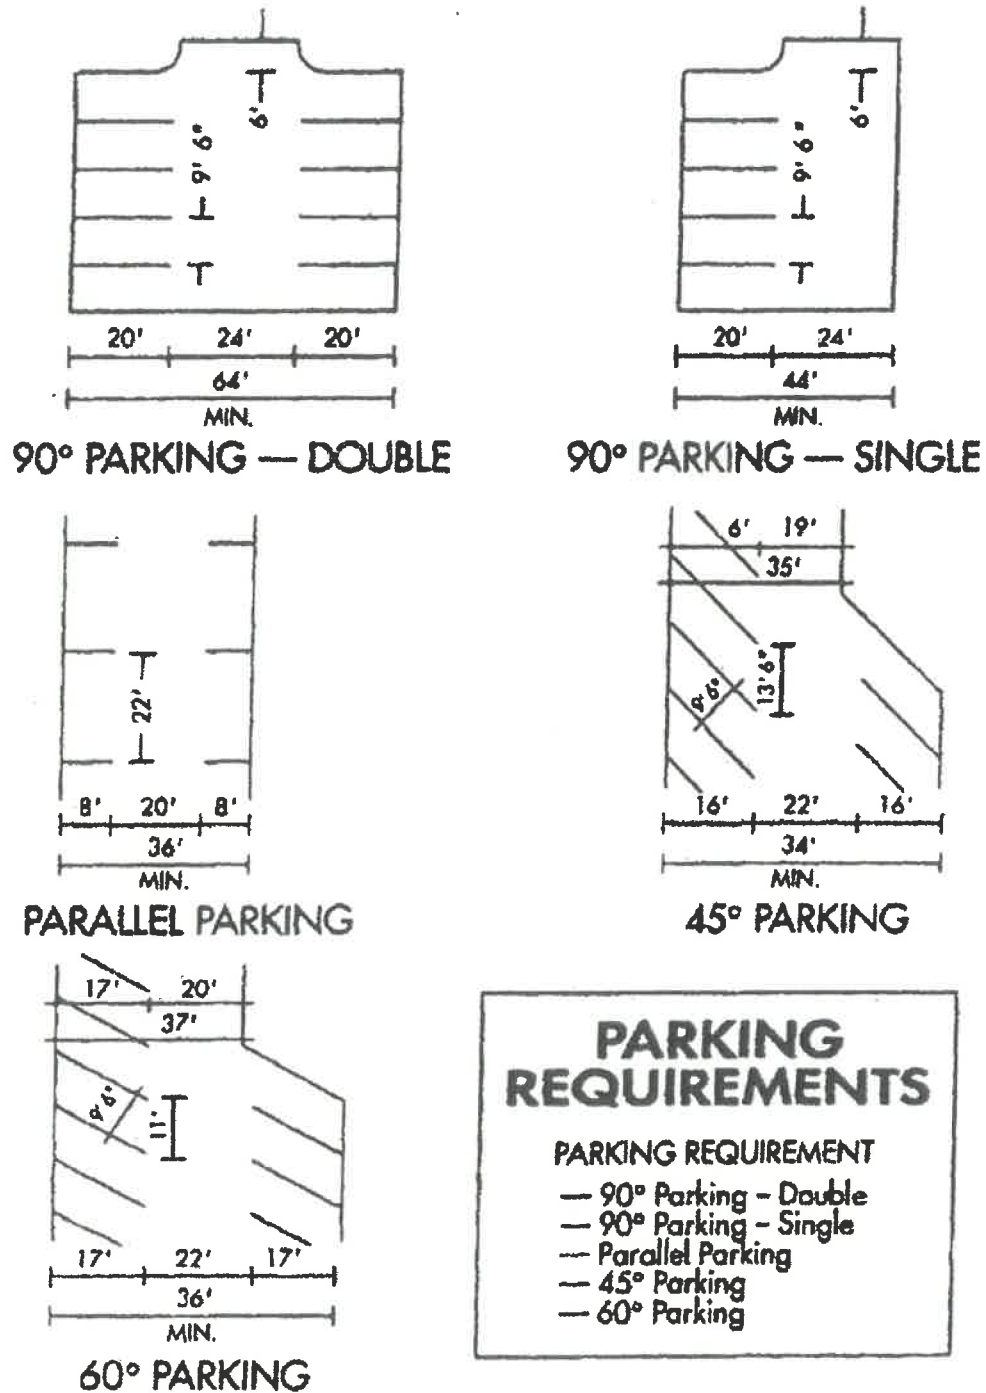 6'
9' 6"
20' 24' 20'
64'
MIN.
90° PARKING — DOUBLE
6'
9' 6"
20' 24'
44'
MIN.
90° PARKING — SINGLE
22'
8' 20' 8'
36'
MIN.
PARALLEL PARKING
6' 19'
35'
9' 6"
13' 6"
16' 22' 16'
34'
MIN.
45° PARKING
17' 20'
37'
9' 6"
11'
17' 22' 17'
36'
MIN.
60° PARKING
PARKING
REQUIREMENTS
PARKING REQUIREMENT
— 90° Parking – Double
— 90° Parking – Single
— Parallel Parking
— 45° Parking
— 60° Parking